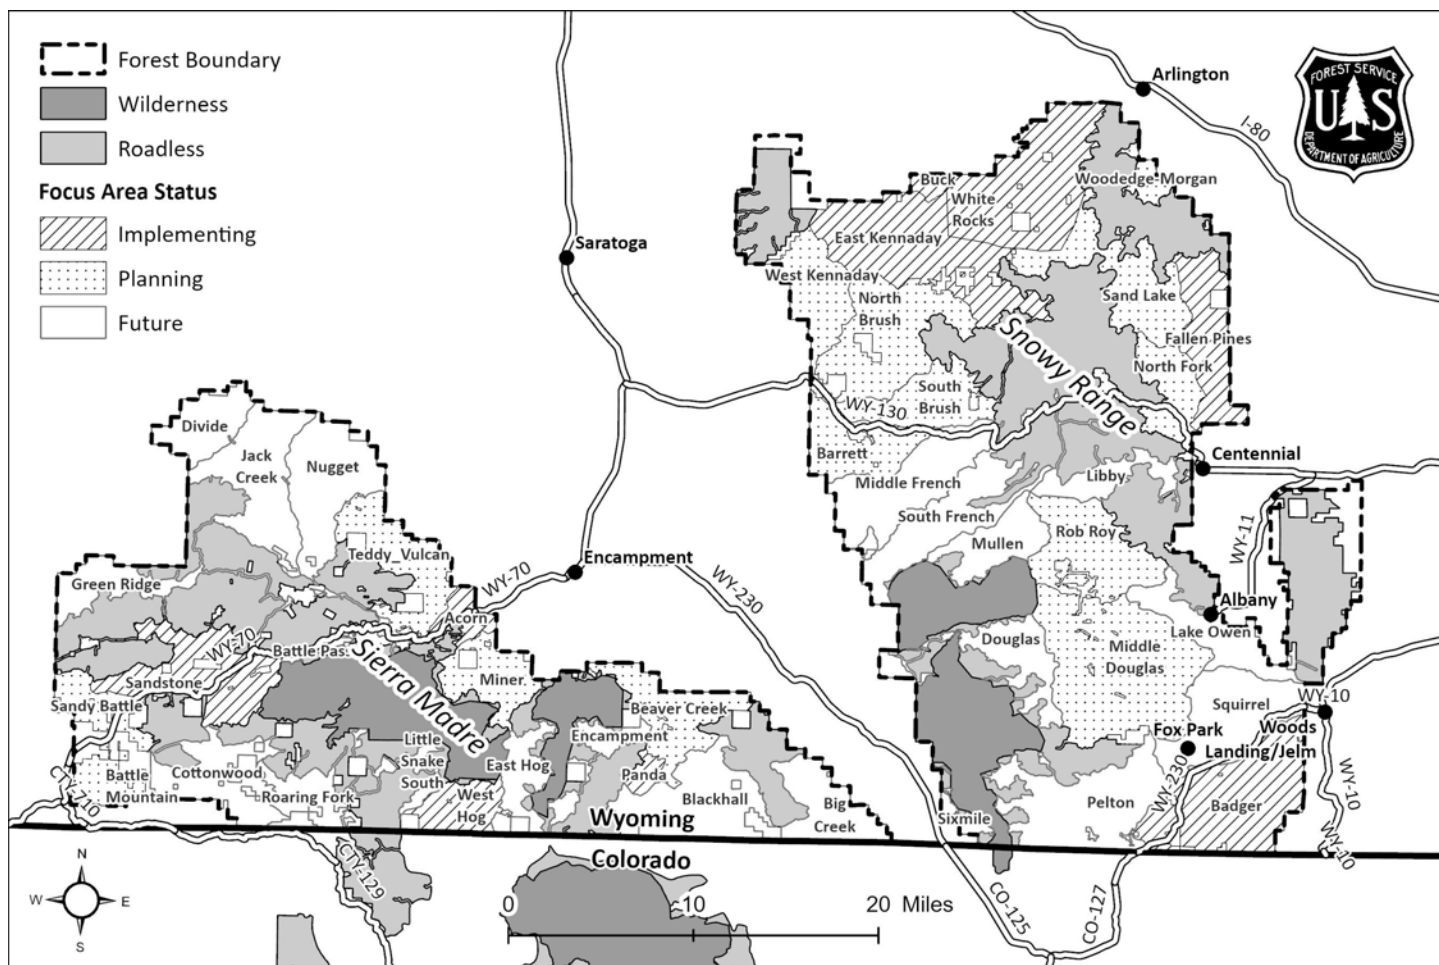 Forest Boundary
Wilderness
Roadless
Focus Area Status
Implementing
Planning
Future
FOREST SERVICE
U S
DEPARTMENT OF AGRICULTURE
Arlington
I-80
Woodedge-Morgan
Buck
White
Rocks
East Kennaday
Saratoga
West Kennaday
North
Brush
Sand Lake
Snowy Range
Fallen Pines
North Fork
South
Brush
WY-130
Divide
Jack
Creek
Nugget
Barrett
Centennial
Middle French
Libby
South French
Rob Roy
Mullen
WY-11
Teddy_Vulcan
Encampment
WY-70
WY-230
Green Ridge
Albany
Acorn
Lake Owen
WY-70
Battle Pas
Sierra Madre
Douglas
Middle
Douglas
Sandstone
Miner
Sandy Battle
Beaver Creek
Squirrel
WY-10
Encampment
Fox Park
Woods
Landing/Jelm
Little
Snake
South
East Hog
Panda
Battle
Mountain
Cottonwood
Roaring Fork
West
Hog
Blackhall
Big
Creek
CTY-710
Sixmile
Pelton
WY-230
Badger
WY-10
WY-10
Wyoming
Colorado
CTY-129
CO-125
CO-127
N
W E
S
0 10 20 Miles